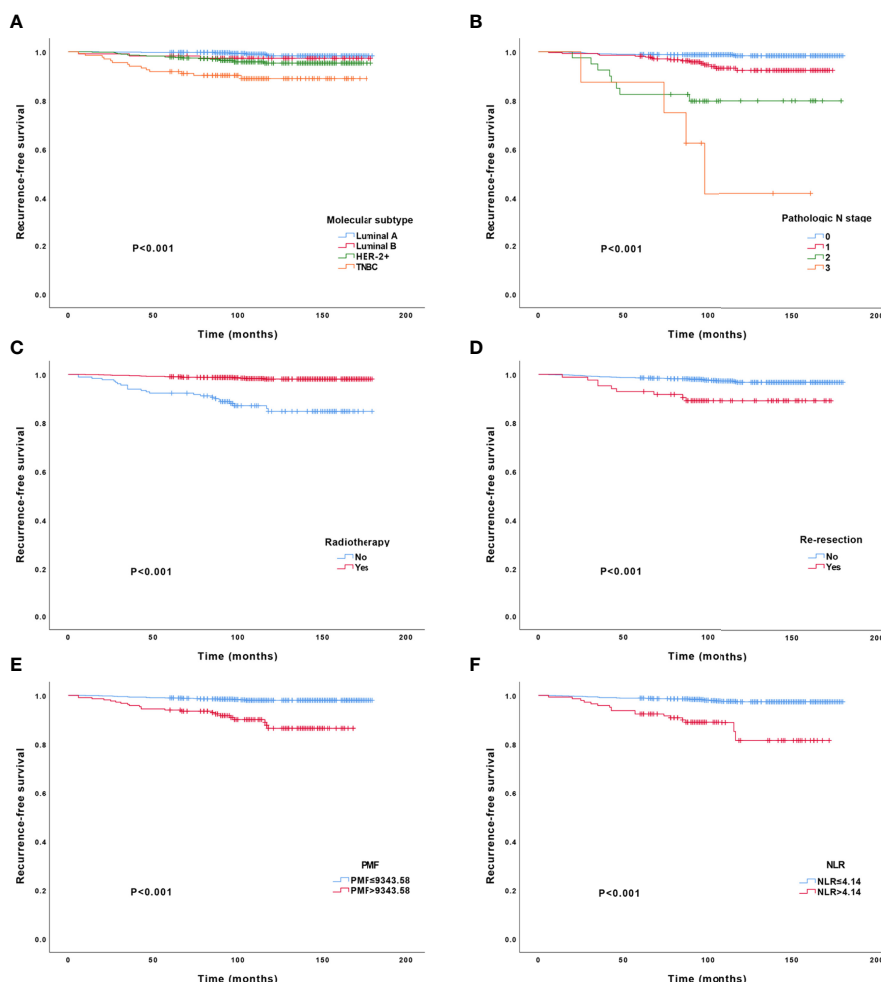 A
Recurrence-free survival
1.0
0.8
0.6
0.4
0.2
0.0
P<0.001
Molecular subtype
Luminal A
Luminal B
HER-2+
TNBC
0 50 100 150 200
Time (months)
B
Recurrence-free survival
1.0
0.8
0.6
0.4
0.2
0.0
P<0.001
Pathologic N stage
0
1
2
3
0 50 100 150 200
Time (months)
C
Recurrence-free survival
1.0
0.8
0.6
0.4
0.2
0.0
P<0.001
Radiotherapy
No
Yes
0 50 100 150 200
Time (months)
D
Recurrence-free survival
1.0
0.8
0.6
0.4
0.2
0.0
P<0.001
Re-resection
No
Yes
0 50 100 150 200
Time (months)
E
Recurrence-free survival
1.0
0.8
0.6
0.4
0.2
0.0
P<0.001
PMF
PMF≤9343.58
PMF>9343.58
0 50 100 150 200
Time (months)
F
Recurrence-free survival
1.0
0.8
0.6
0.4
0.2
0.0
P<0.001
NLR
NLR≤4.14
NLR>4.14
0 50 100 150 200
Time (months)